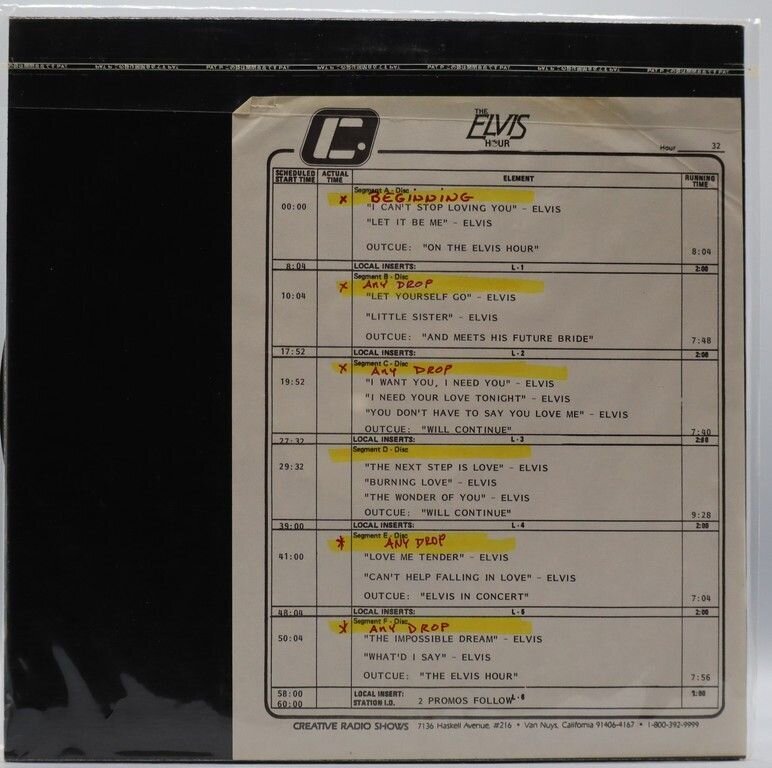 THE
ELVIS
HOUR
Hour 32
SCHEDULED START TIME ACTUAL TIME ELEMENT RUNNING TIME
Segment A - Disc
x BEGINNING
00:00 "I CAN'T STOP LOVING YOU" - ELVIS
"LET IT BE ME" - ELVIS
OUTCUE: "ON THE ELVIS HOUR" 8:04
8:04 LOCAL INSERTS: L-1 2:00
Segment B - Disc
x ANY DROP
10:04 "LET YOURSELF GO" - ELVIS
"LITTLE SISTER" - ELVIS
OUTCUE: "AND MEETS HIS FUTURE BRIDE" 7:48
17:52 LOCAL INSERTS: L-2 2:00
Segment C - Disc
x ANY DROP
19:52 "I WANT YOU, I NEED YOU" - ELVIS
"I NEED YOUR LOVE TONIGHT" - ELVIS
"YOU DON'T HAVE TO SAY YOU LOVE ME" - ELVIS
OUTCUE: "WILL CONTINUE" 7:40
27:32 LOCAL INSERTS: L-3 2:00
Segment D - Disc
29:32 "THE NEXT STEP IS LOVE" - ELVIS
"BURNING LOVE" - ELVIS
"THE WONDER OF YOU" - ELVIS
OUTCUE: "WILL CONTINUE" 9:28
39:00 LOCAL INSERTS: L-4 2:00
Segment E - Disc
x ANY DROP
41:00 "LOVE ME TENDER" - ELVIS
"CAN'T HELP FALLING IN LOVE" - ELVIS
OUTCUE: "ELVIS IN CONCERT" 7:04
48:04 LOCAL INSERTS: L-5 2:00
Segment F - Disc
x ANY DROP
50:04 "THE IMPOSSIBLE DREAM" - ELVIS
"WHAT'D I SAY" - ELVIS
OUTCUE: "THE ELVIS HOUR" 7:56
58:00 LOCAL INSERT: L-6
60:00 STATION I.D. 2 PROMOS FOLLOW
CREATIVE RADIO SHOWS 7136 Haskell Avenue, #216 • Van Nuys, California 91406-4167 • 1-800-392-9999